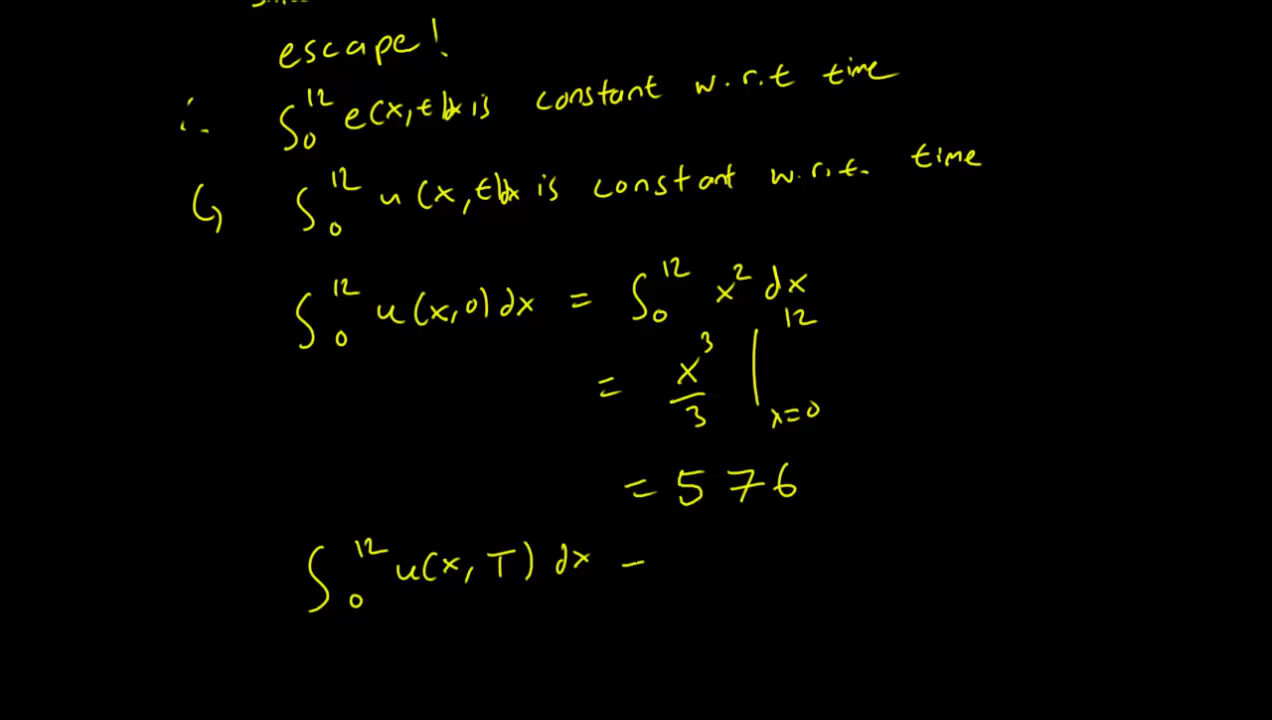 escape!
∴ ∫₀¹² e(x,t)dx is constant w.r.t time
↳ ∫₀¹² u(x,t)dx is constant w.r.t. time
∫₀¹² u(x,0)dx = ∫₀¹² x² dx
= x³/3 |₍ₓ₌₀₎¹²
= 576
∫₀¹² u(x,T) dx -